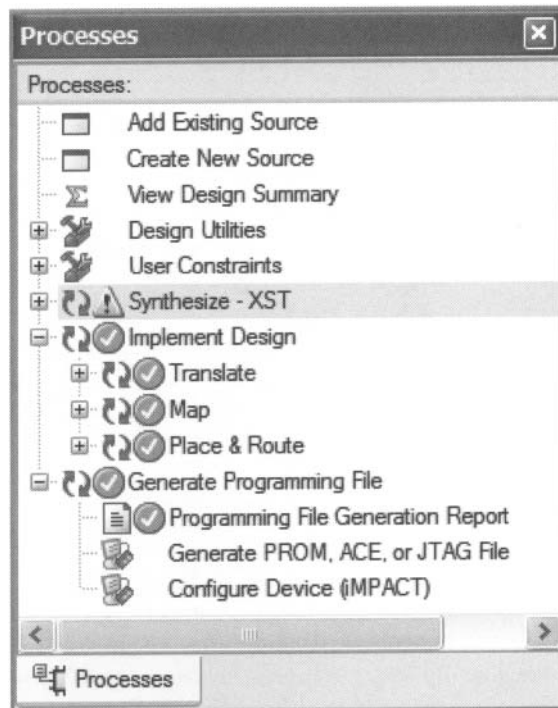 Processes
Processes:
Add Existing Source
Create New Source
View Design Summary
Design Utilities
User Constraints
Synthesize - XST
Implement Design
Translate
Map
Place & Route
Generate Programming File
Programming File Generation Report
Generate PROM, ACE, or JTAG File
Configure Device (iMPACT)
Processes